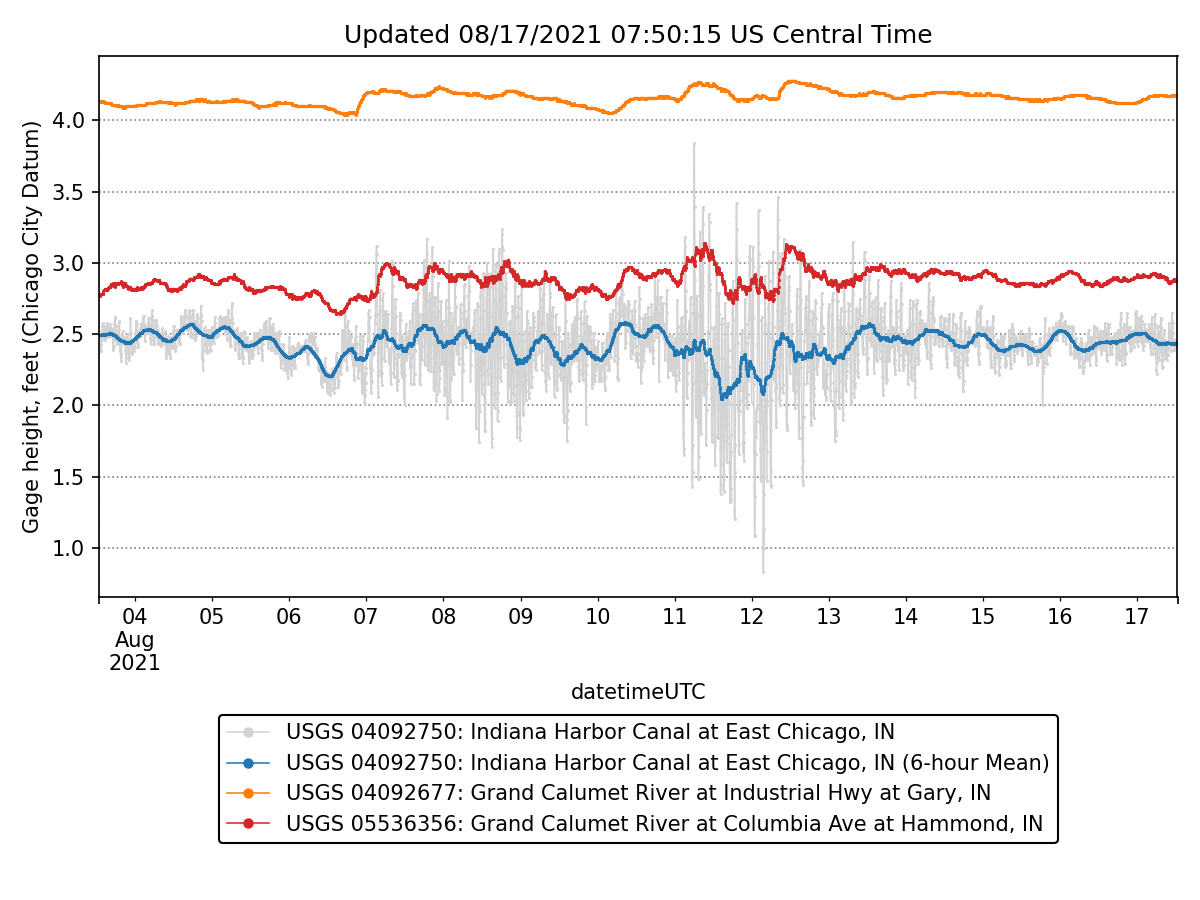 Updated 08/17/2021 07:50:15 US Central Time
Gage height, feet (Chicago City Datum)
4.0
3.5
3.0
2.5
2.0
1.5
1.0
04 05 06 07 08 09 10 11 12 13 14 15 16 17
Aug
2021
datetimeUTC
USGS 04092750: Indiana Harbor Canal at East Chicago, IN
USGS 04092750: Indiana Harbor Canal at East Chicago, IN (6-hour Mean)
USGS 04092677: Grand Calumet River at Industrial Hwy at Gary, IN
USGS 05536356: Grand Calumet River at Columbia Ave at Hammond, IN